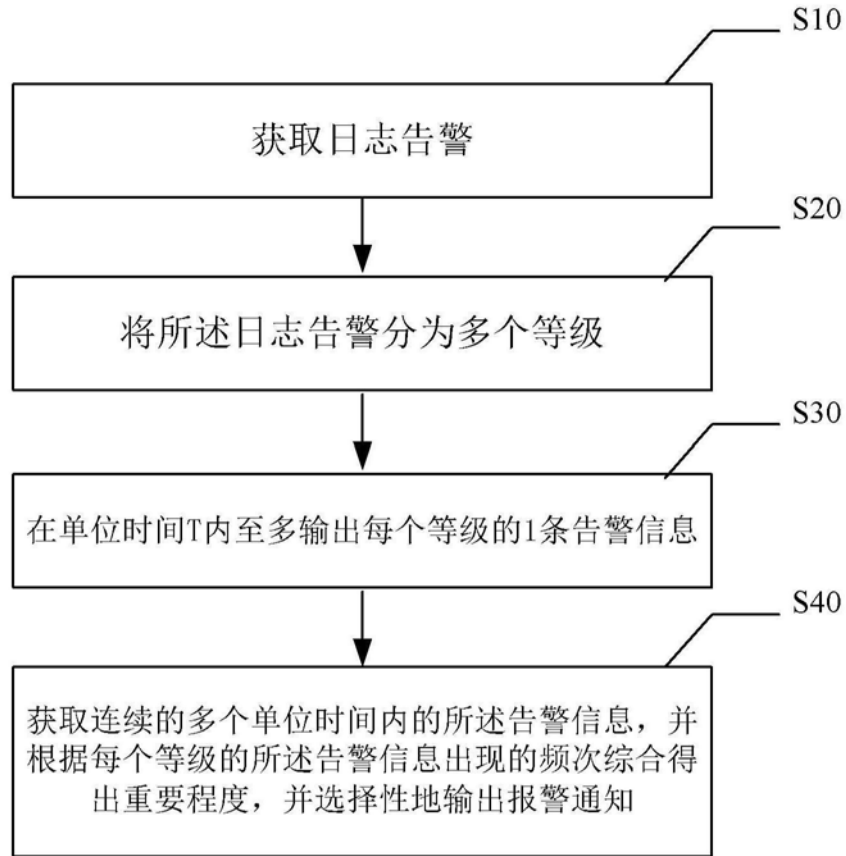 S10
获取日志告警
S20
将所述日志告警分为多个等级
S30
在单位时间T内至多输出每个等级的1条告警信息
S40
获取连续的多个单位时间内的所述告警信息，并
根据每个等级的所述告警信息出现的频次综合得
出重要程度，并选择性地输出报警通知